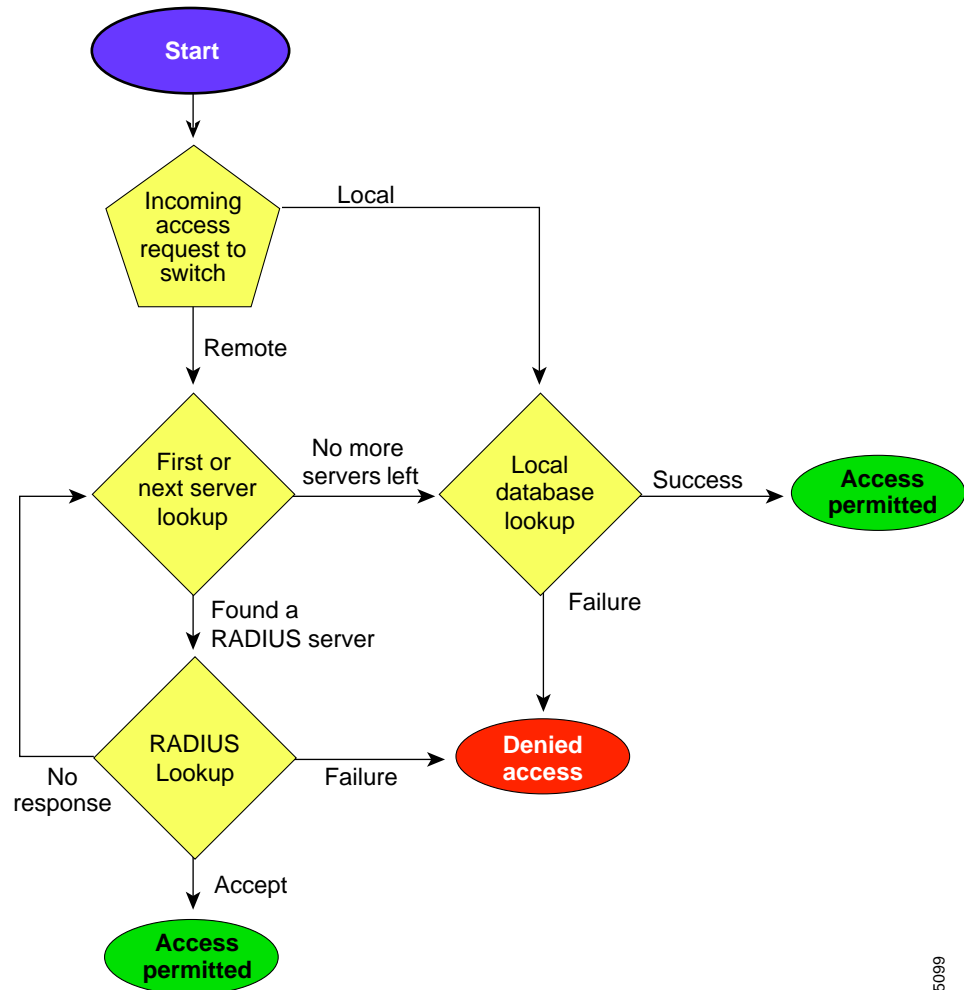 Start
Incoming
access
request to
switch
Local
Remote
First or
next server
lookup
No more
servers left
Local
database
lookup
Success
Access
permitted
Found a
RADIUS server
Failure
RADIUS
Lookup
No
response
Failure
Denied
access
Accept
Access
permitted
5099